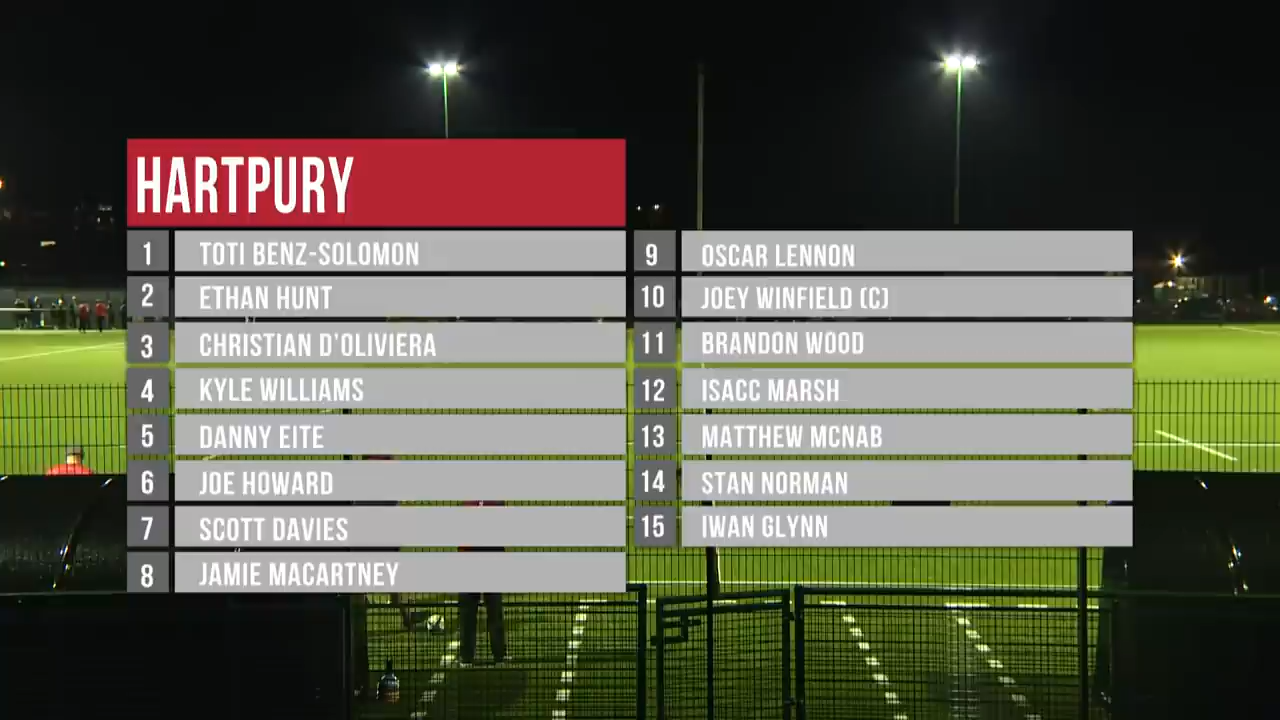 HARTPURY
1 TOTI BENZ-SOLOMON
2 ETHAN HUNT
3 CHRISTIAN D'OLIVIERA
4 KYLE WILLIAMS
5 DANNY EITE
6 JOE HOWARD
7 SCOTT DAVIES
8 JAMIE MACARTNEY
9 OSCAR LENNON
10 JOEY WINFIELD (C)
11 BRANDON WOOD
12 ISACC MARSH
13 MATTHEW MCNAB
14 STAN NORMAN
15 IWAN GLYNN